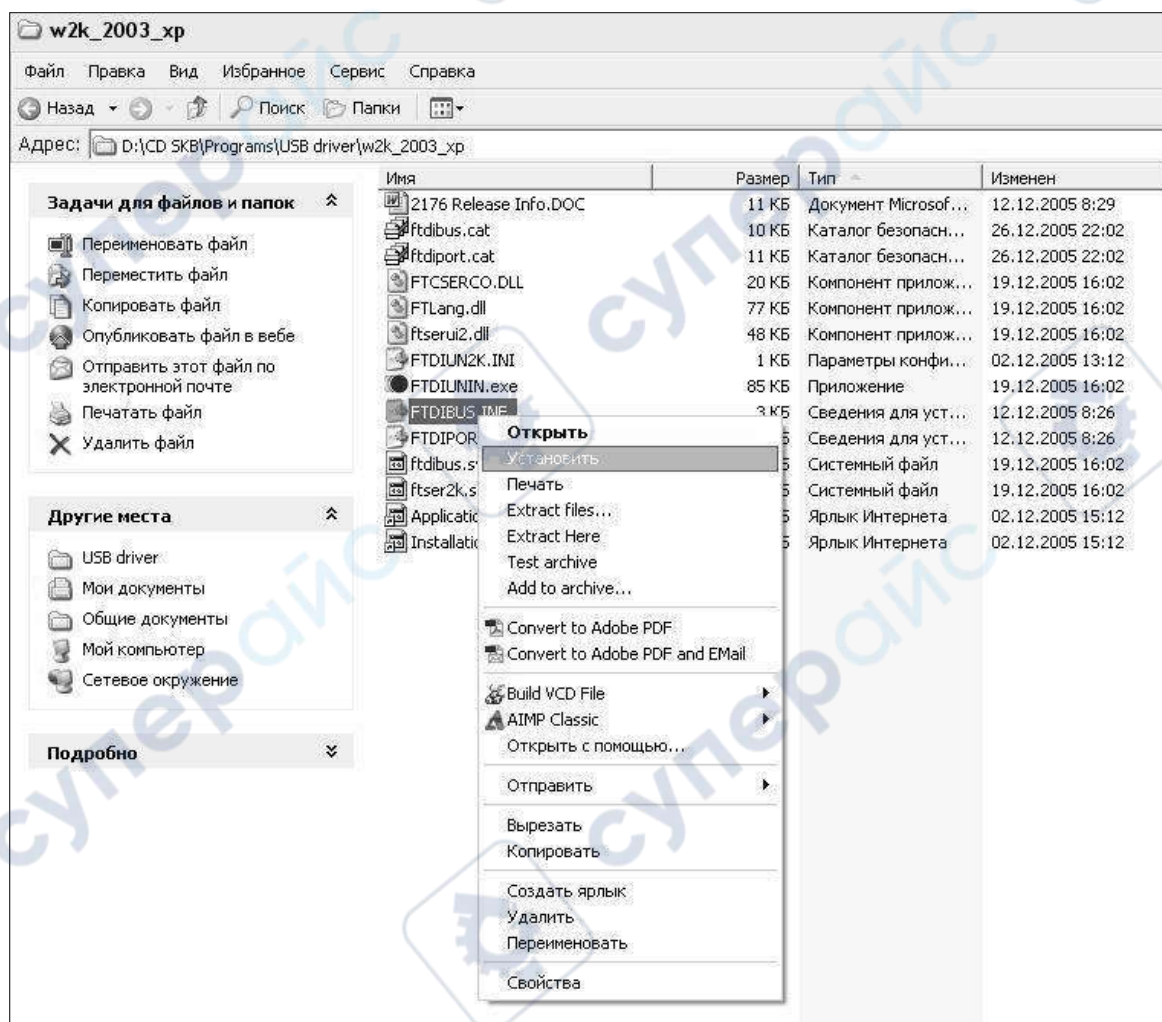 w2k_2003_xp
Файл Правка Вид Избранное Сервис Справка
Назад Поиск Папки
Адрес: D:\CD SKB\Programs\USB driver\w2k_2003_xp
Имя Размер Тип Изменен
2176 Release Info.DOC 11 КБ Документ Microsof... 12.12.2005 8:29
ftdibus.cat 10 КБ Каталог безопасн... 26.12.2005 22:02
ftdiport.cat 11 КБ Каталог безопасн... 26.12.2005 22:02
FTCSERCO.DLL 20 КБ Компонент прилож... 19.12.2005 16:02
FTLang.dll 77 КБ Компонент прилож... 19.12.2005 16:02
ftserui2.dll 48 КБ Компонент прилож... 19.12.2005 16:02
FTDIUN2K.INI 1 КБ Параметры конфи... 02.12.2005 13:12
FTDIUNIN.exe 85 КБ Приложение 19.12.2005 16:02
FTDIBUS.INF 3 КБ Сведения для уст... 12.12.2005 8:26
FTDIPOR Сведения для уст... 12.12.2005 8:26
ftdibus.s Системный файл 19.12.2005 16:02
ftser2k.s Системный файл 19.12.2005 16:02
Applicatio Ярлык Интернета 02.12.2005 15:12
Installatio Ярлык Интернета 02.12.2005 15:12
Задачи для файлов и папок
Переименовать файл
Переместить файл
Копировать файл
Опубликовать файл в вебе
Отправить этот файл по
электронной почте
Печатать файл
Удалить файл
Другие места
USB driver
Мои документы
Общие документы
Мой компьютер
Сетевое окружение
Подробно
Открыть
Установить
Печать
Extract files...
Extract Here
Test archive
Add to archive...
Convert to Adobe PDF
Convert to Adobe PDF and EMail
Build VCD File
AIMP Classic
Открыть с помощью...
Отправить
Вырезать
Копировать
Создать ярлык
Удалить
Переименовать
Свойства
суперайс
суперайс
суперайс
суперайс